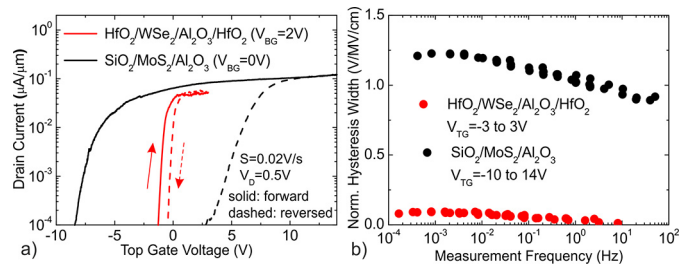 HfO2/WSe2/Al2O3/HfO2 (VBG=2V)
SiO2/MoS2/Al2O3 (VBG=0V)
S=0.02V/s
VD=0.5V
solid: forward
dashed: reversed
Drain Current (μA/μm)
10^0
10^-1
10^-2
10^-3
10^-4
-10 -5 0 5 10
Top Gate Voltage (V)
a)
Norm. Hysteresis Width (V/MV/cm)
1.5
1.0
0.5
0.0
HfO2/WSe2/Al2O3/HfO2
VTG=-3 to 3V
SiO2/MoS2/Al2O3
VTG=-10 to 14V
10^-4 10^-3 10^-2 10^-1 10^0 10^1 10^2
Measurement Frequency (Hz)
b)